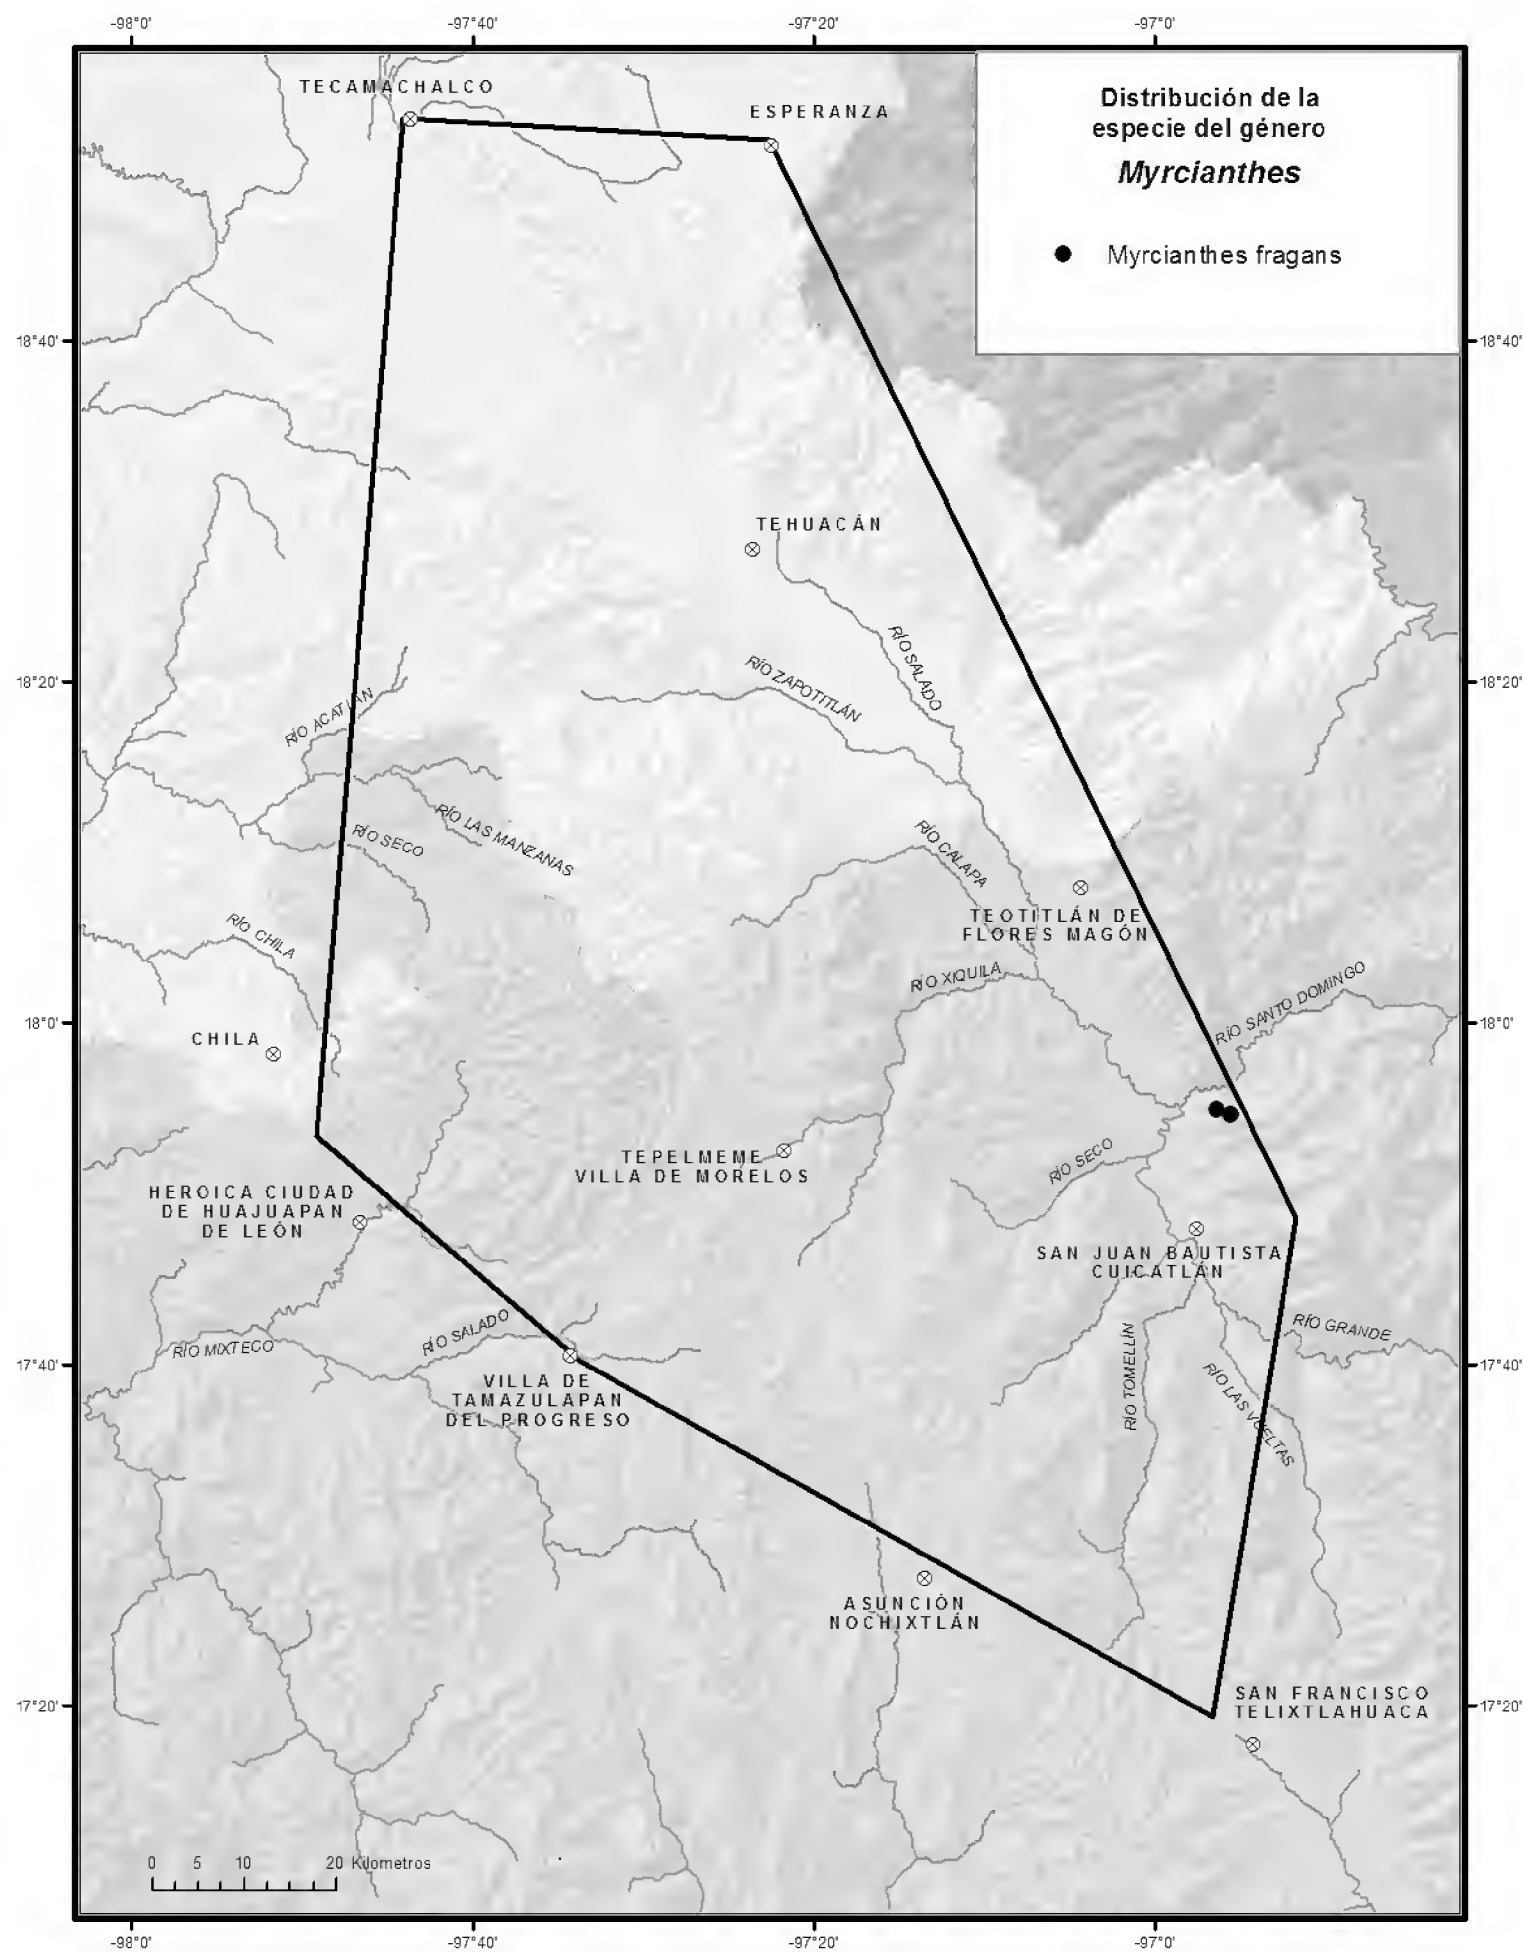 -98°0'
-97°40'
-97°20'
-97°0'
TECAMACHALCO
ESPERANZA
Distribución de la
especie del género
Myrcianthes
Myrcianthes fragans
18°40'
18°40'
TEHUACÁN
RÍO SALADO
RÍO ZAPOTITLÁN
18°20'
18°20'
RÍO ACATLÁN
RÍO LAS MANZANAS
RÍO SECO
RÍO CALAPA
TEOTITLÁN DE
FLORES MAGÓN
RÍO CHILA
RÍO XIQUILA
RÍO SANTO DOMINGO
18°0'
18°0'
CHILA
TEPELMEME
VILLA DE MORELOS
RÍO SECO
HEROICA CIUDAD
DE HUAJUAPAN
DE LEÓN
SAN JUAN BAUTISTA
CUICATLÁN
RÍO MIXTECO
RÍO SALADO
RÍO TOMELLÍN
RÍO GRANDE
RÍO LAS VUELTAS
17°40'
17°40'
VILLA DE
TAMAZULAPAN
DEL PROGRESO
ASUNCIÓN
NOCHIXTLÁN
SAN FRANCISCO
TELIXTLAHUACA
17°20'
17°20'
0 5 10 20 Kilometros
-98°0'
-97°40'
-97°20'
-97°0'